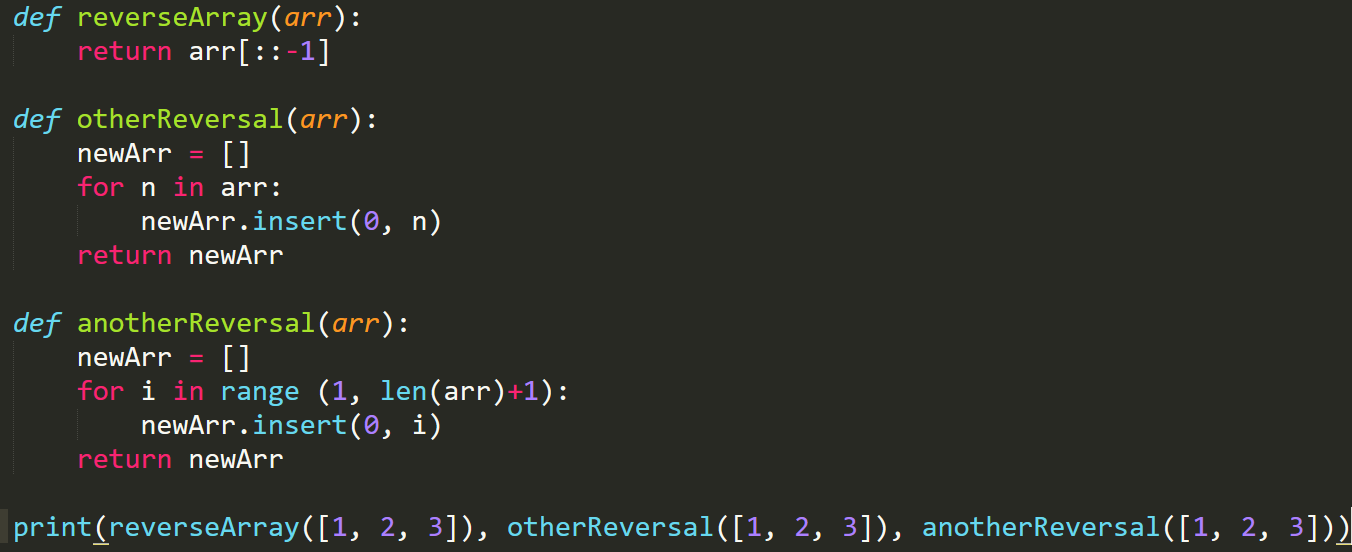 def reverseArray(arr):
    return arr[::-1]

def otherReversal(arr):
    newArr = []
    for n in arr:
        newArr.insert(0, n)
    return newArr

def anotherReversal(arr):
    newArr = []
    for i in range (1, len(arr)+1):
        newArr.insert(0, i)
    return newArr

print(reverseArray([1, 2, 3]), otherReversal([1, 2, 3]), anotherReversal([1, 2, 3]))